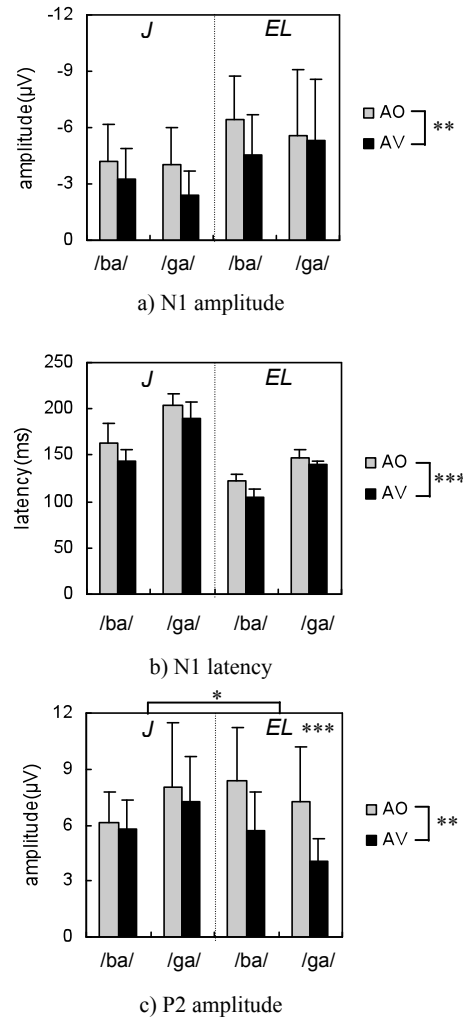 -12
J EL
-9
amplitude(µV)
-6
-3
0
AO
AV
**
/ba/ /ga/ /ba/ /ga/
a) N1 amplitude
250
J EL
200
latency(ms)
150
100
50
0
AO
AV
***
/ba/ /ga/ /ba/ /ga/
b) N1 latency
*
12
J EL ***
9
amplitude(µV)
6
3
0
AO
AV
**
/ba/ /ga/ /ba/ /ga/
c) P2 amplitude